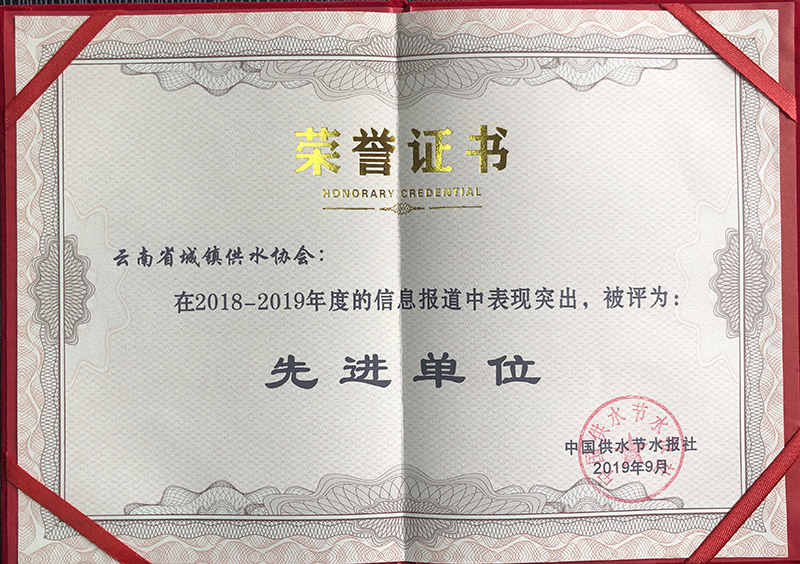 荣誉证书
HONORARY CREDENTIAL
云南省城镇供水协会：
在2018-2019年度的信息报道中表现突出，被评为：
先进单位
中国供水节水报社
2019年9月